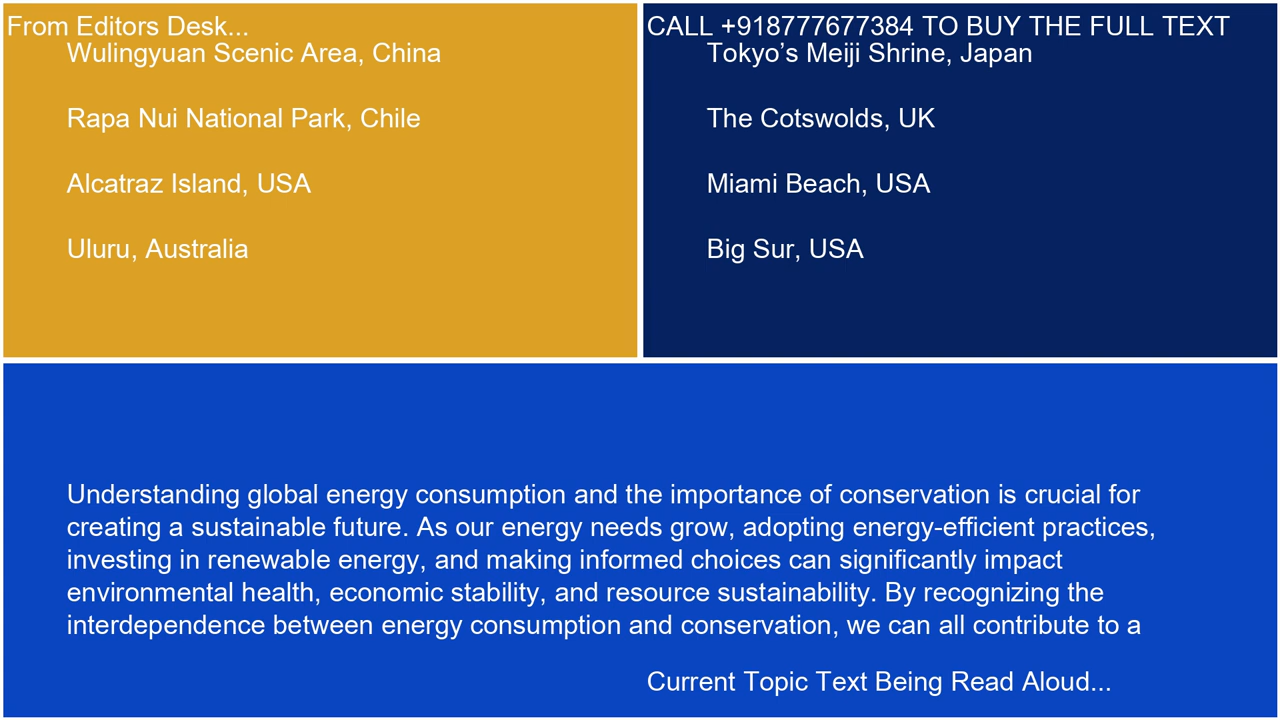 From Editors Desk...
Wulingyuan Scenic Area, China
Rapa Nui National Park, Chile
Alcatraz Island, USA
Uluru, Australia
CALL +918777677384 TO BUY THE FULL TEXT
Tokyo’s Meiji Shrine, Japan
The Cotswolds, UK
Miami Beach, USA
Big Sur, USA
Understanding global energy consumption and the importance of conservation is crucial for
creating a sustainable future. As our energy needs grow, adopting energy-efficient practices,
investing in renewable energy, and making informed choices can significantly impact
environmental health, economic stability, and resource sustainability. By recognizing the
interdependence between energy consumption and conservation, we can all contribute to a
Current Topic Text Being Read Aloud...